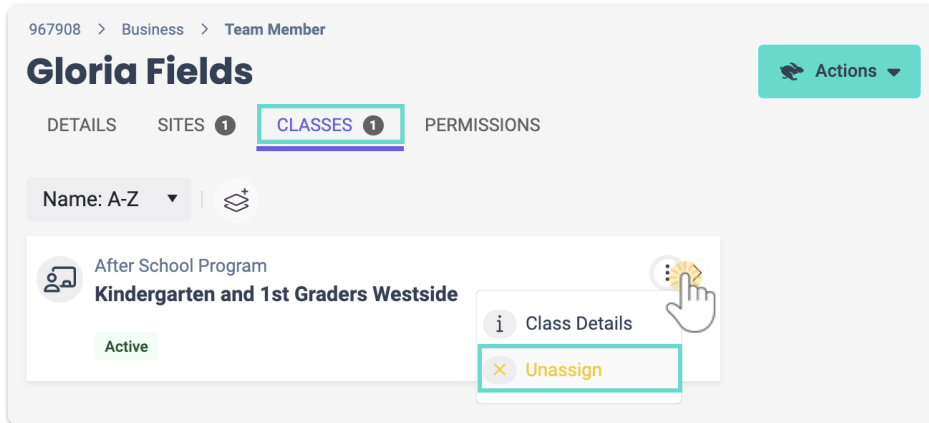 967908 > Business > Team Member
Gloria Fields
Actions
DETAILS SITES 1 CLASSES 1 PERMISSIONS
Name: A-Z
After School Program
Kindergarten and 1st Graders Westside
Active
Class Details
Unassign